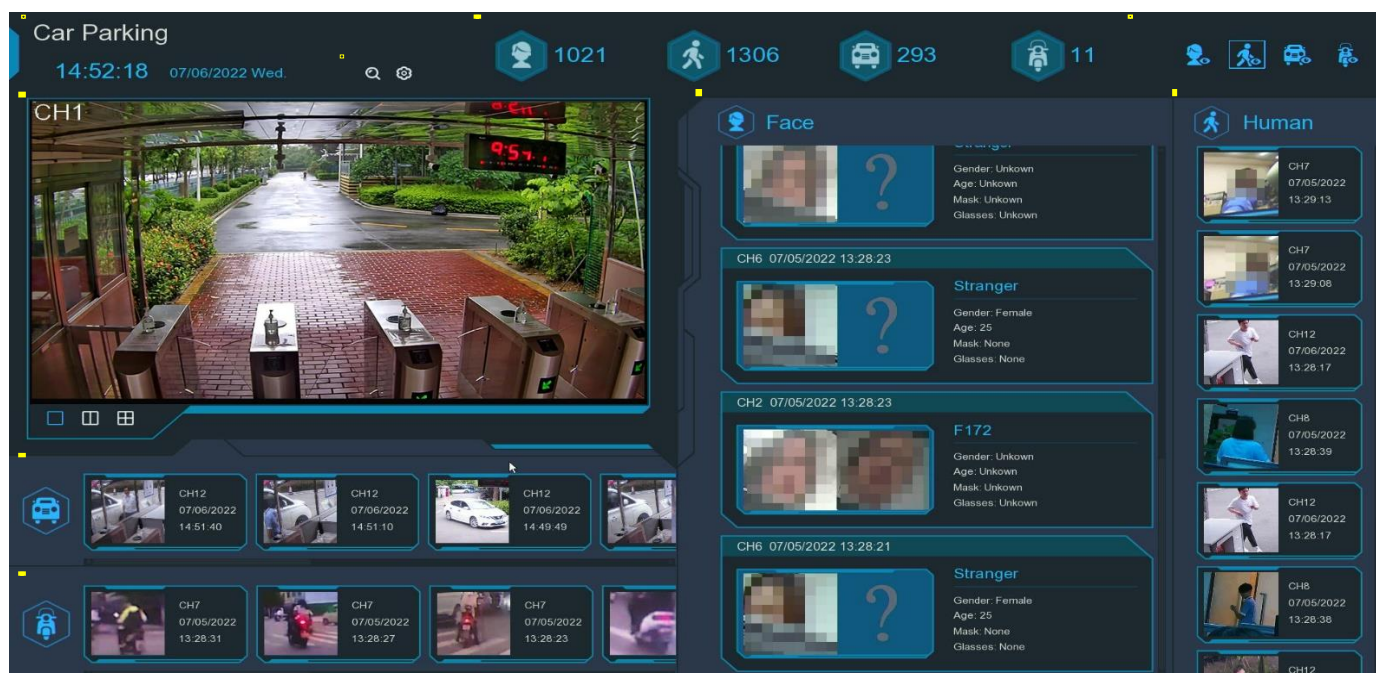 Car Parking
14:52:18 07/06/2022 Wed.
1021
1306
293
11
CH1
9:57
CH12
07/06/2022
14:51:40
CH12
07/06/2022
14:51:10
CH12
07/06/2022
14:49:49
CH7
07/05/2022
13:28:31
CH7
07/05/2022
13:28:27
CH7
07/05/2022
13:28:23
Face
Stranger
Gender: Unkown
Age: Unkown
Mask: Unkown
Glasses: Unkown
?
CH6 07/05/2022 13:28:23
Stranger
Gender: Female
Age: 25
Mask: None
Glasses: None
?
CH2 07/05/2022 13:28:23
F172
Gender: Unkown
Age: Unkown
Mask: Unkown
Glasses: Unkown
CH6 07/05/2022 13:28:21
Stranger
Gender: Female
Age: 25
Mask: None
Glasses: None
?
Human
CH7
07/05/2022
13:29:13
CH7
07/05/2022
13:29:08
CH12
07/06/2022
13:28:17
CH8
07/05/2022
13:28:39
CH12
07/06/2022
13:28:17
CH8
07/05/2022
13:28:38
CH12